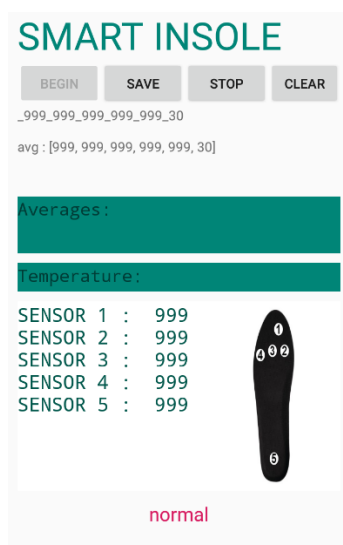 SMART INSOLE
BEGIN SAVE STOP CLEAR
_999_999_999_999_999_30
avg : [999, 999, 999, 999, 999, 30]
Averages:
Temperature:
SENSOR 1 : 999
SENSOR 2 : 999
SENSOR 3 : 999
SENSOR 4 : 999
SENSOR 5 : 999
1
4 3 2
5
normal